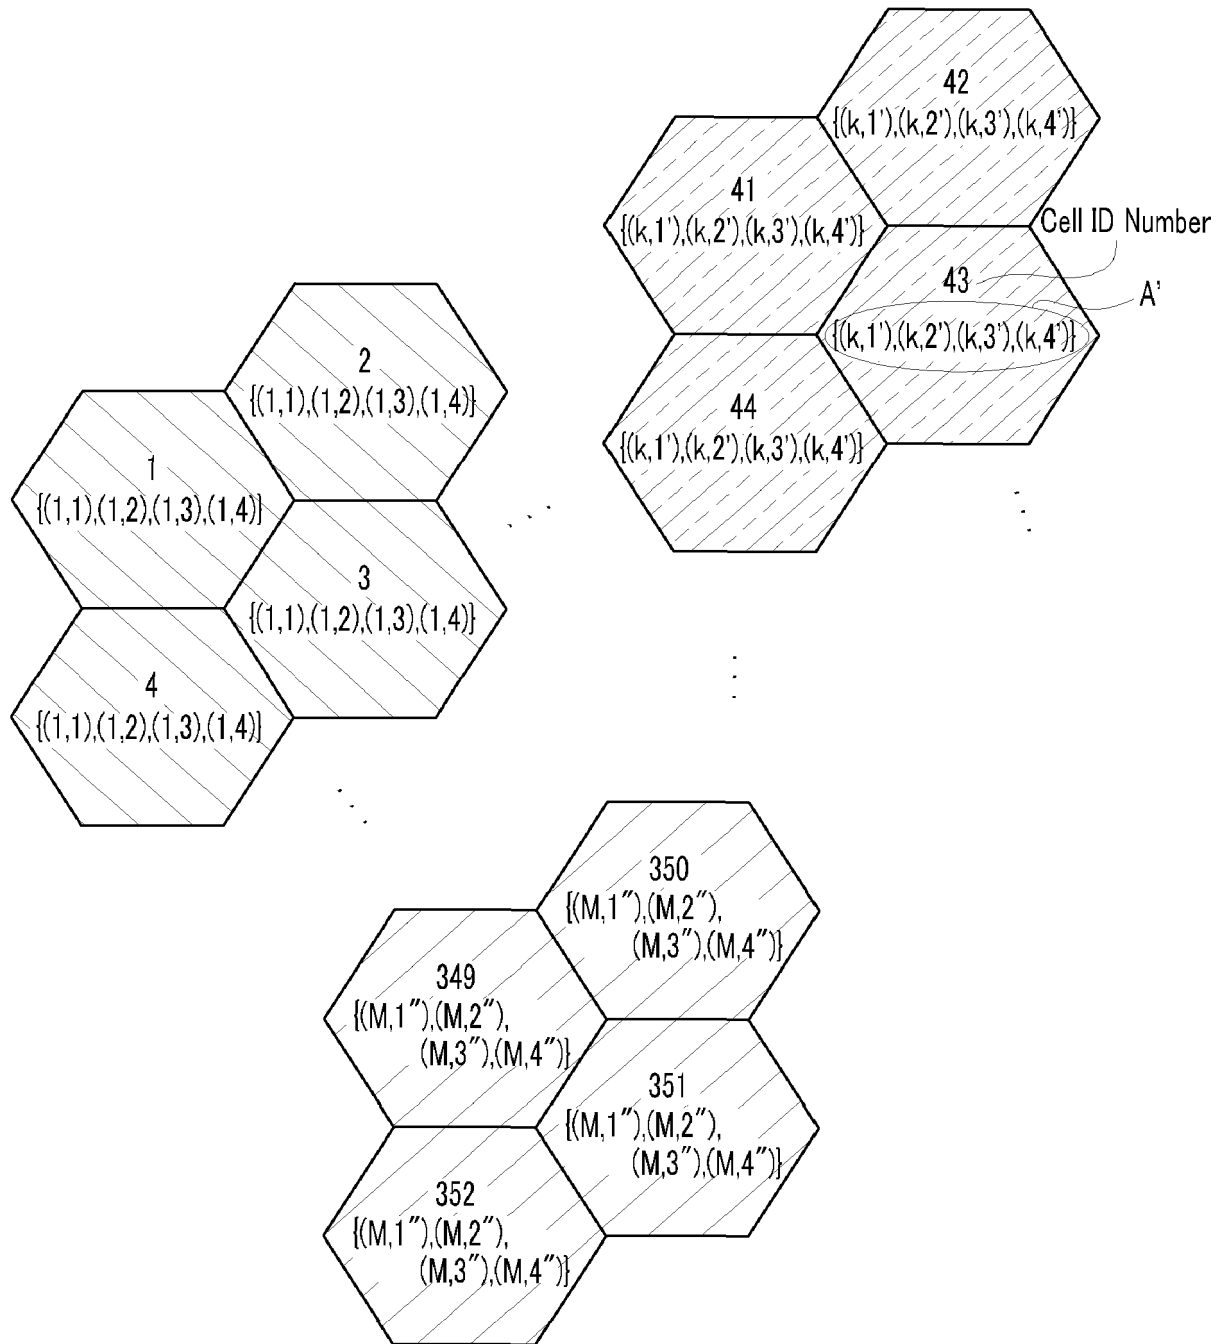 42
{(k,1'),(k,2'),(k,3'),(k,4')}
41
{(k,1'),(k,2'),(k,3'),(k,4')}
Cell ID Number
43
A'
{(k,1'),(k,2'),(k,3'),(k,4')}
44
{(k,1'),(k,2'),(k,3'),(k,4')}
2
{(1,1),(1,2),(1,3),(1,4)}
1
{(1,1),(1,2),(1,3),(1,4)}
3
{(1,1),(1,2),(1,3),(1,4)}
4
{(1,1),(1,2),(1,3),(1,4)}
350
{(M,1″),(M,2″),
(M,3″),(M,4″)}
349
{(M,1″),(M,2″),
(M,3″),(M,4″)}
351
{(M,1″),(M,2″),
(M,3″),(M,4″)}
352
{(M,1″),(M,2″),
(M,3″),(M,4″)}